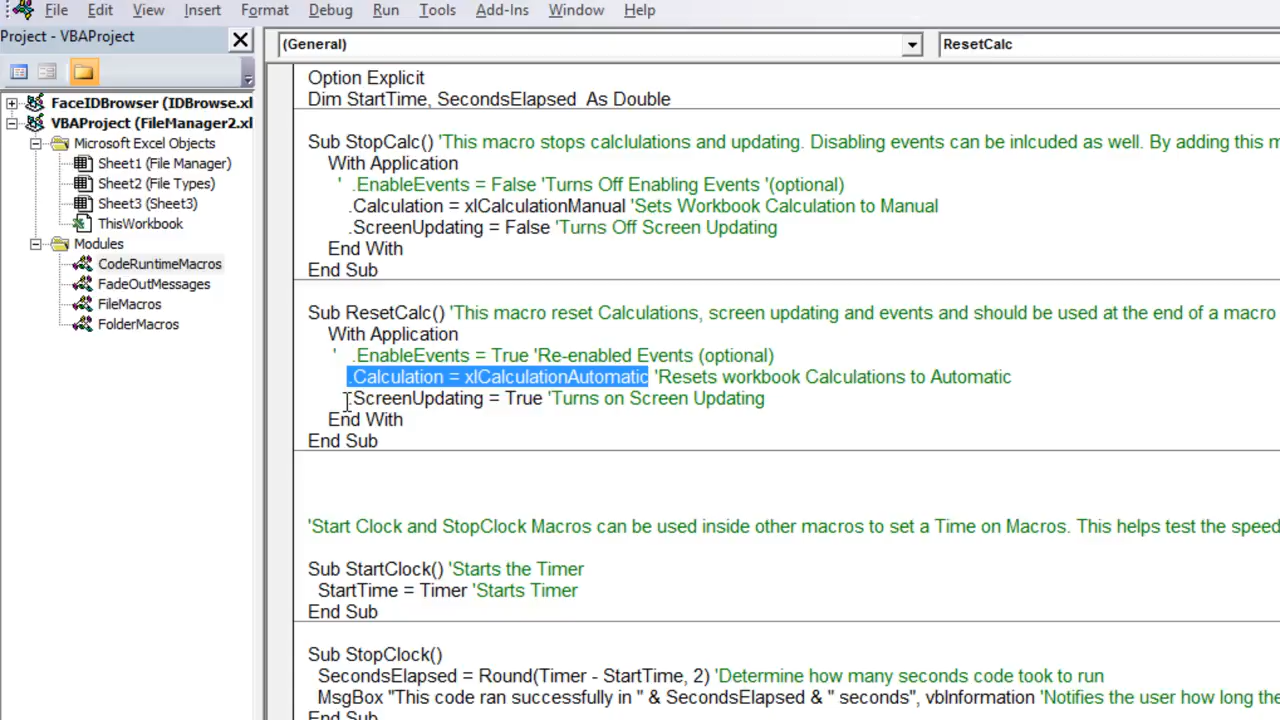 File Edit View Insert Format Debug Run Tools Add-Ins Window Help
Project - VBAProject
(General)
ResetCalc
FaceIDBrowser (IDBrowse.xl
VBAProject (FileManager2.xl
Microsoft Excel Objects
Sheet1 (File Manager)
Sheet2 (File Types)
Sheet3 (Sheet3)
ThisWorkbook
Modules
CodeRuntimeMacros
FadeOutMessages
FileMacros
FolderMacros
Option Explicit
Dim StartTime, SecondsElapsed As Double
Sub StopCalc() 'This macro stops calclulations and updating. Disabling events can be inlcuded as well. By adding this m
With Application
' .EnableEvents = False 'Turns Off Enabling Events '(optional)
.Calculation = xlCalculationManual 'Sets Workbook Calculation to Manual
.ScreenUpdating = False 'Turns Off Screen Updating
End With
End Sub
Sub ResetCalc() 'This macro reset Calculations, screen updating and events and should be used at the end of a macro
With Application
' .EnableEvents = True 'Re-enabled Events (optional)
.Calculation = xlCalculationAutomatic 'Resets workbook Calculations to Automatic
.ScreenUpdating = True 'Turns on Screen Updating
End With
End Sub
'Start Clock and StopClock Macros can be used inside other macros to set a Time on Macros. This helps test the speed
Sub StartClock() 'Starts the Timer
StartTime = Timer 'Starts Timer
End Sub
Sub StopClock()
SecondsElapsed = Round(Timer - StartTime, 2) 'Determine how many seconds code took to run
MsgBox "This code ran successfully in " & SecondsElapsed & " seconds", vbInformation 'Notifies the user how long the
End Sub